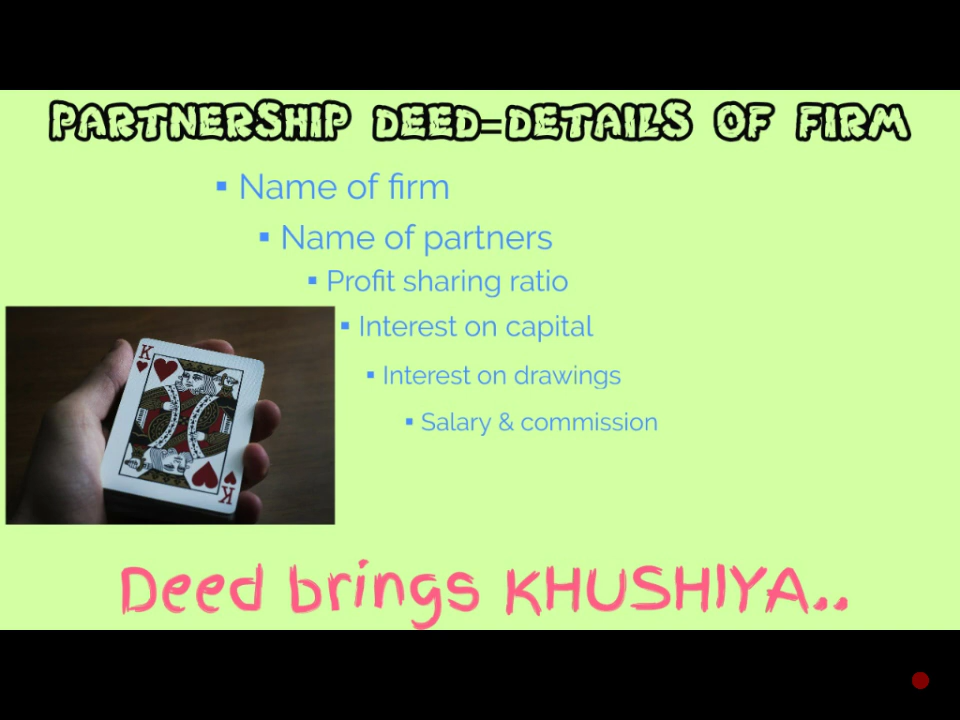 PARTNERSHIP DEED=DETAILS OF FIRM
▪ Name of firm
▪ Name of partners
▪ Profit sharing ratio
▪ Interest on capital
▪ Interest on drawings
▪ Salary & commission
K
K
Deed brings KHUSHIYA..